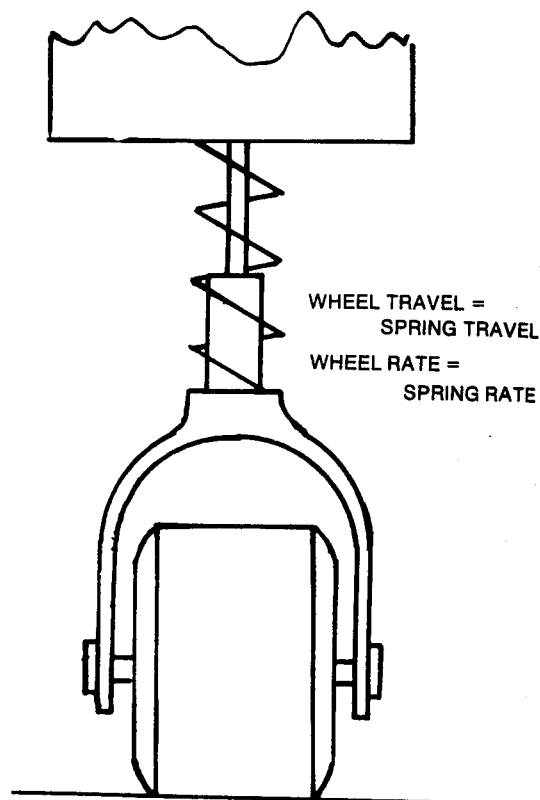 WHEEL TRAVEL =
SPRING TRAVEL
WHEEL RATE =
SPRING RATE